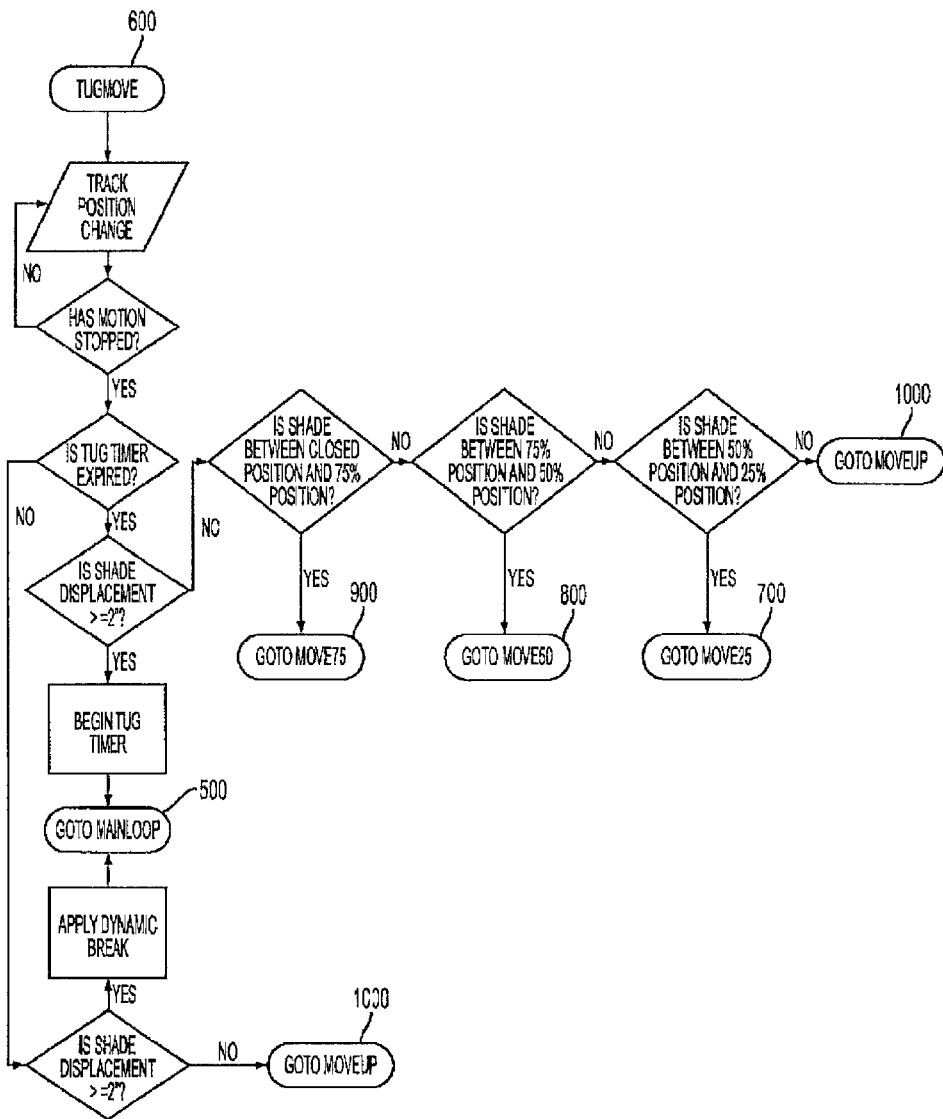 600
TUGMOVE
TRACK
POSITION
CHANGE
NO
HAS MOTION
STOPPED?
YES
IS TUG TIMER
EXPIRED?
NO
YES
IS SHADE
DISPLACEMENT
>=2"?
NO
YES
IS SHADE
BETWEEN CLOSED
POSITION AND 75%
POSITION?
NO
YES
900
GOTO MOVE75
IS SHADE
BETWEEN 75%
POSITION AND 50%
POSITION?
NO
YES
800
GOTO MOVE50
IS SHADE
BETWEEN 50%
POSITION AND 25%
POSITION?
NO
YES
700
GOTO MOVE25
1000
GOTO MOVEUP
BEGIN TUG
TIMER
500
GOTO MAINLOOP
APPLY DYNAMIC
BREAK
YES
IS SHADE
DISPLACEMENT
>=2"?
NO
1000
GOTO MOVEUP